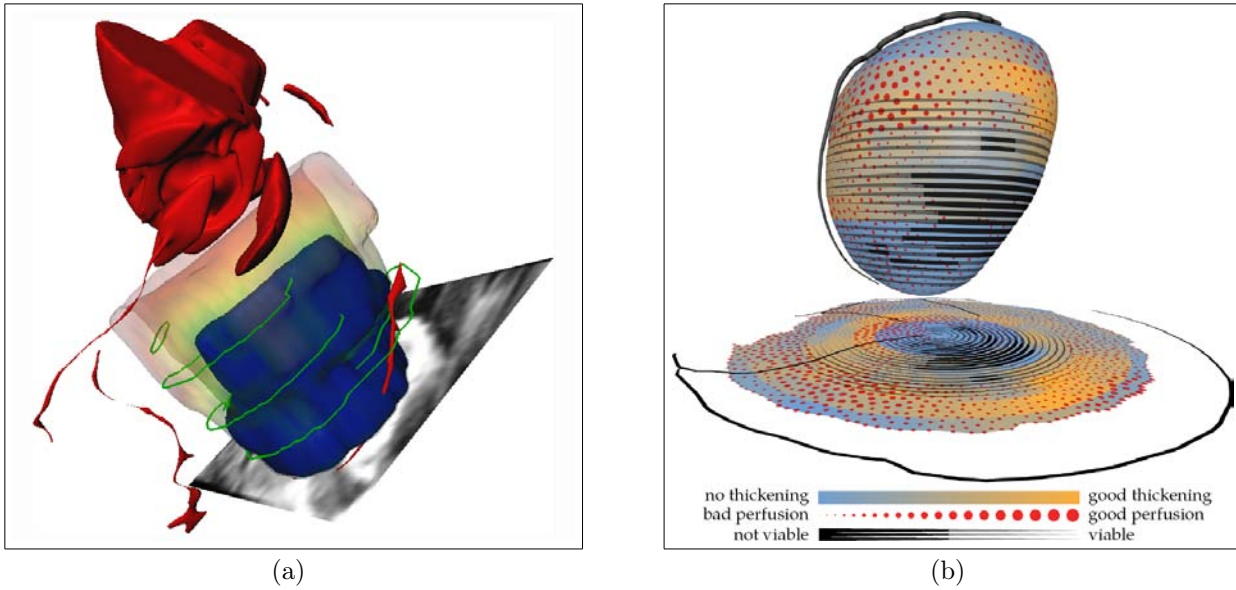 no thickening good thickening
bad perfusion good perfusion
not viable viable
(a) (b)